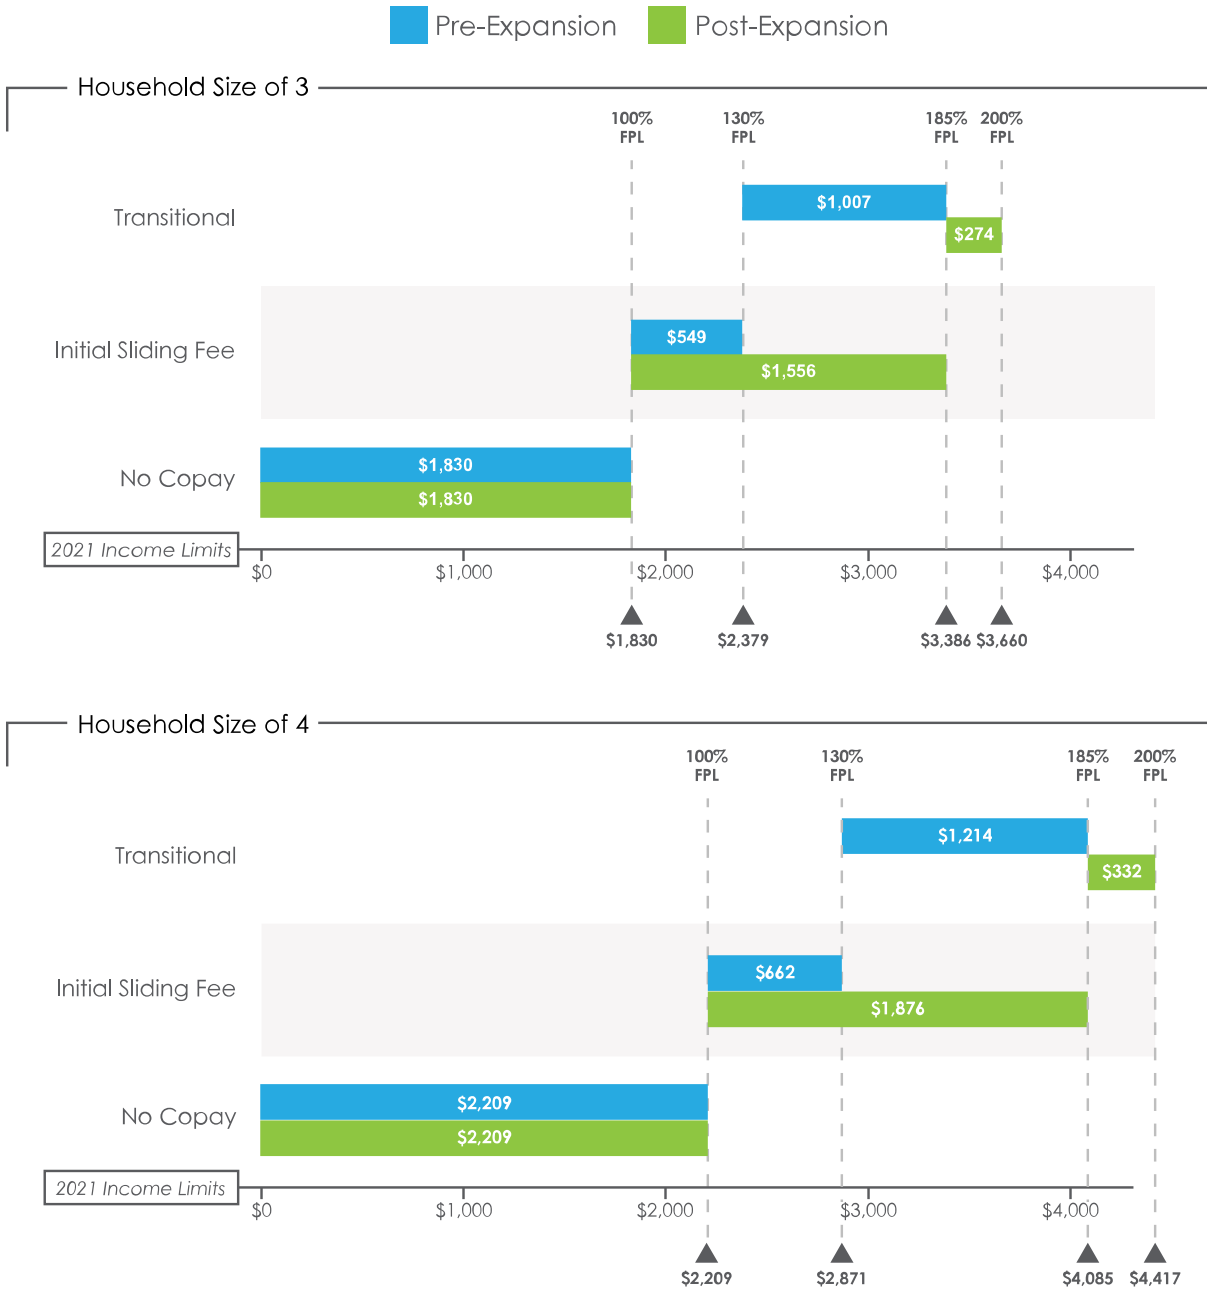 Pre-Expansion Post-Expansion
Household Size of 3
100% 130% 185% 200%
FPL FPL FPL FPL
$1,007
Transitional
$274
$549
Initial Sliding Fee
$1,556
$1,830
No Copay
$1,830
2021 Income Limits
$0 $1,000 $2,000 $3,000 $4,000
$1,830 $2,379 $3,386 $3,660
Household Size of 4
100% 130% 185% 200%
FPL FPL FPL FPL
$1,214
Transitional
$332
$662
Initial Sliding Fee
$1,876
$2,209
No Copay
$2,209
2021 Income Limits
$0 $1,000 $2,000 $3,000 $4,000
$2,209 $2,871 $4,085 $4,417